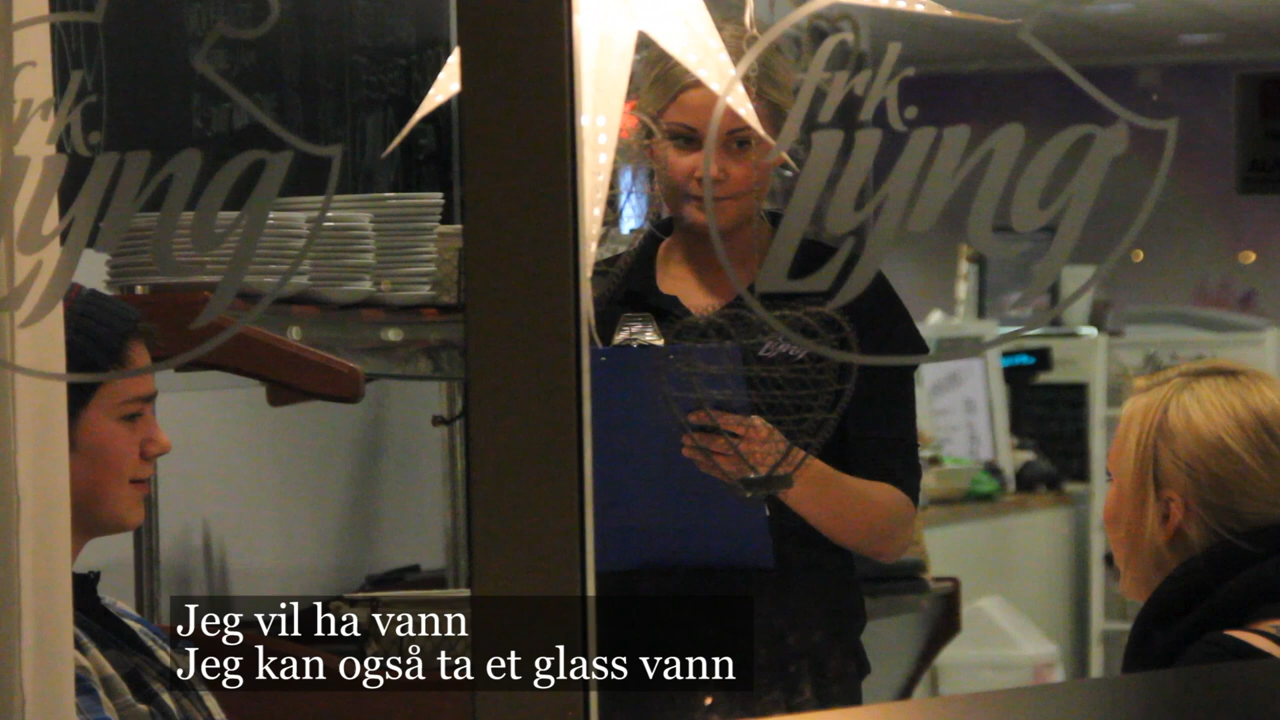 frk.
Lyng
frk.
Lyng
Jeg vil ha vann
Jeg kan også ta et glass vann